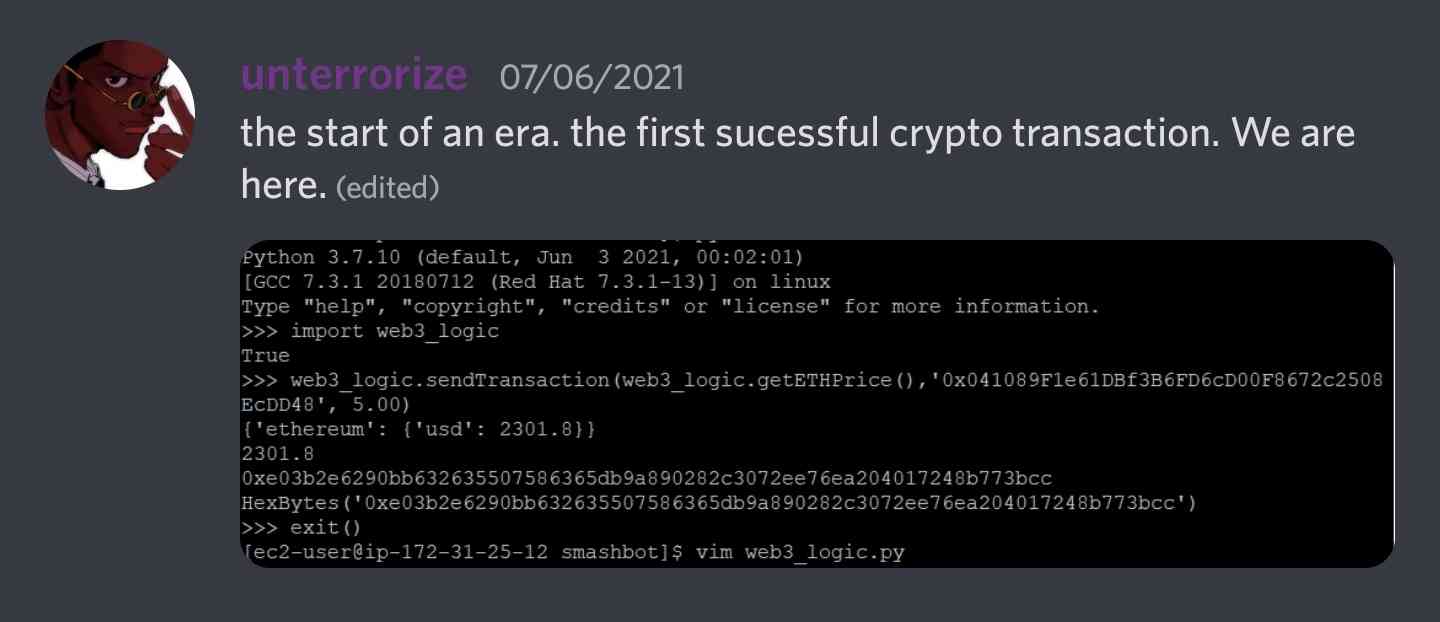 unterrorize 07/06/2021
the start of an era. the first sucessful crypto transaction. We are
here. (edited)
Python 3.7.10 (default, Jun  3 2021, 00:02:01)
[GCC 7.3.1 20180712 (Red Hat 7.3.1-13)] on linux
Type "help", "copyright", "credits" or "license" for more information.
>>> import web3_logic
True
>>> web3_logic.sendTransaction(web3_logic.getETHPrice(),'0x041089F1e61DBf3B6FD6cD00F8672c2508
EcDD48', 5.00)
{'ethereum': {'usd': 2301.8}}
2301.8
0xe03b2e6290bb632635507586365db9a890282c3072ee76ea204017248b773bcc
HexBytes('0xe03b2e6290bb632635507586365db9a890282c3072ee76ea204017248b773bcc')
>>> exit()
[ec2-user@ip-172-31-25-12 smashbot]$ vim web3_logic.py